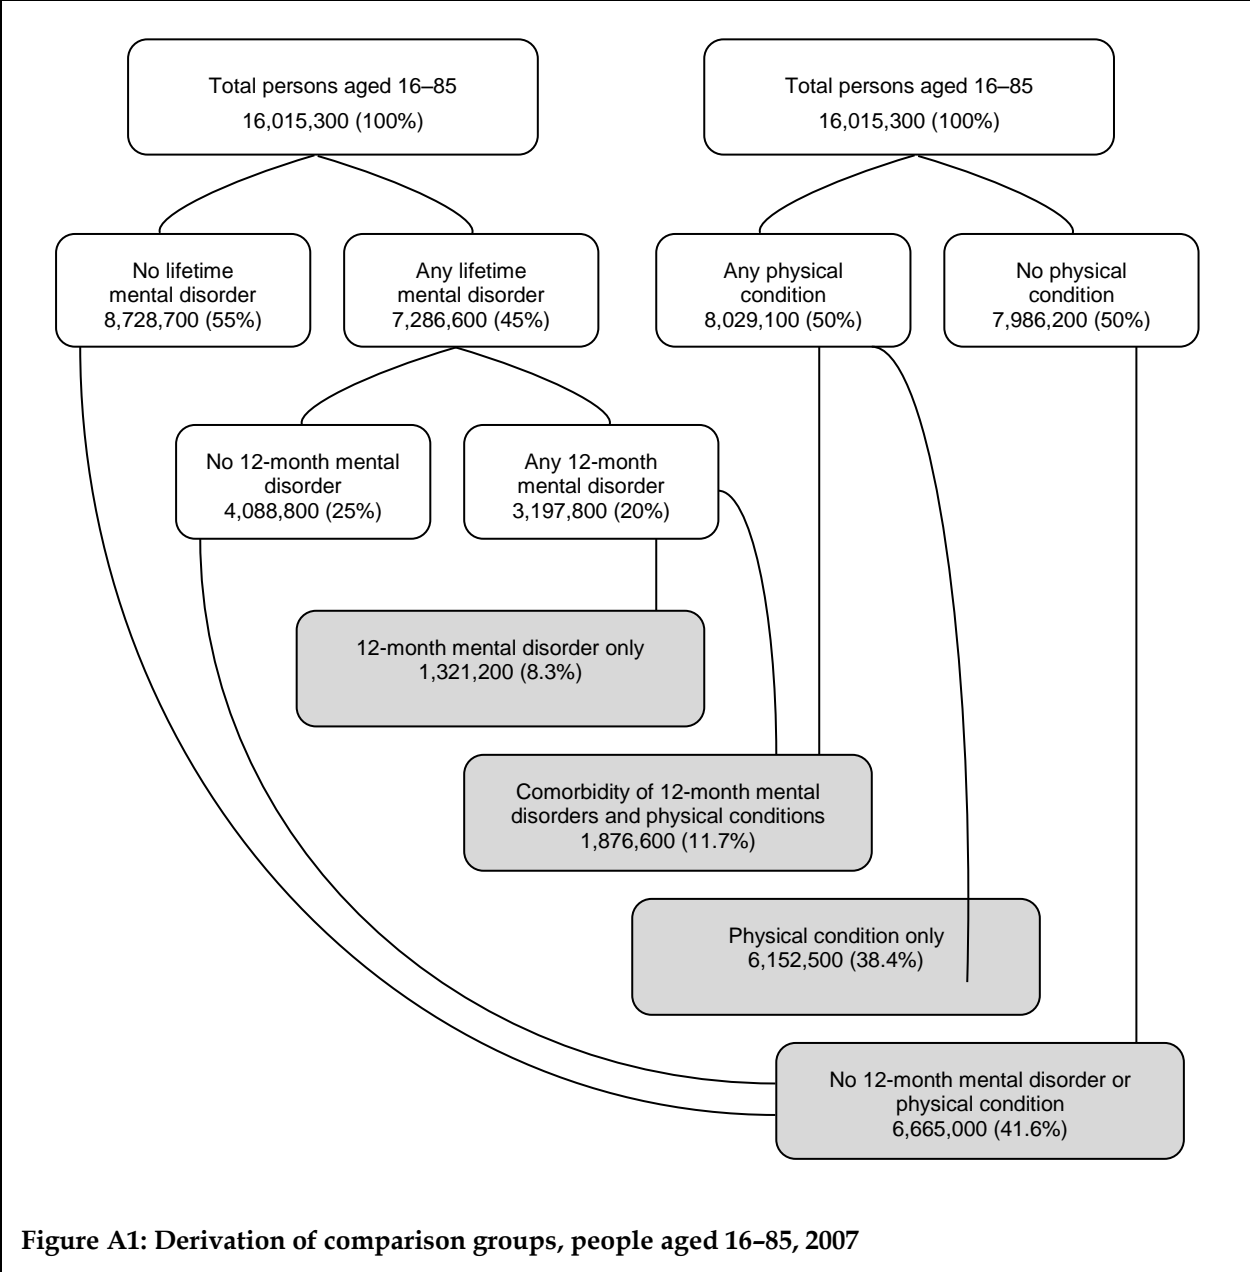 Total persons aged 16–85
16,015,300 (100%)
Total persons aged 16–85
16,015,300 (100%)
No lifetime
mental disorder
8,728,700 (55%)
Any lifetime
mental disorder
7,286,600 (45%)
Any physical
condition
8,029,100 (50%)
No physical
condition
7,986,200 (50%)
No 12-month mental
disorder
4,088,800 (25%)
Any 12-month
mental disorder
3,197,800 (20%)
12-month mental disorder only
1,321,200 (8.3%)
Comorbidity of 12-month mental
disorders and physical conditions
1,876,600 (11.7%)
Physical condition only
6,152,500 (38.4%)
No 12-month mental disorder or
physical condition
6,665,000 (41.6%)
Figure A1: Derivation of comparison groups, people aged 16–85, 2007